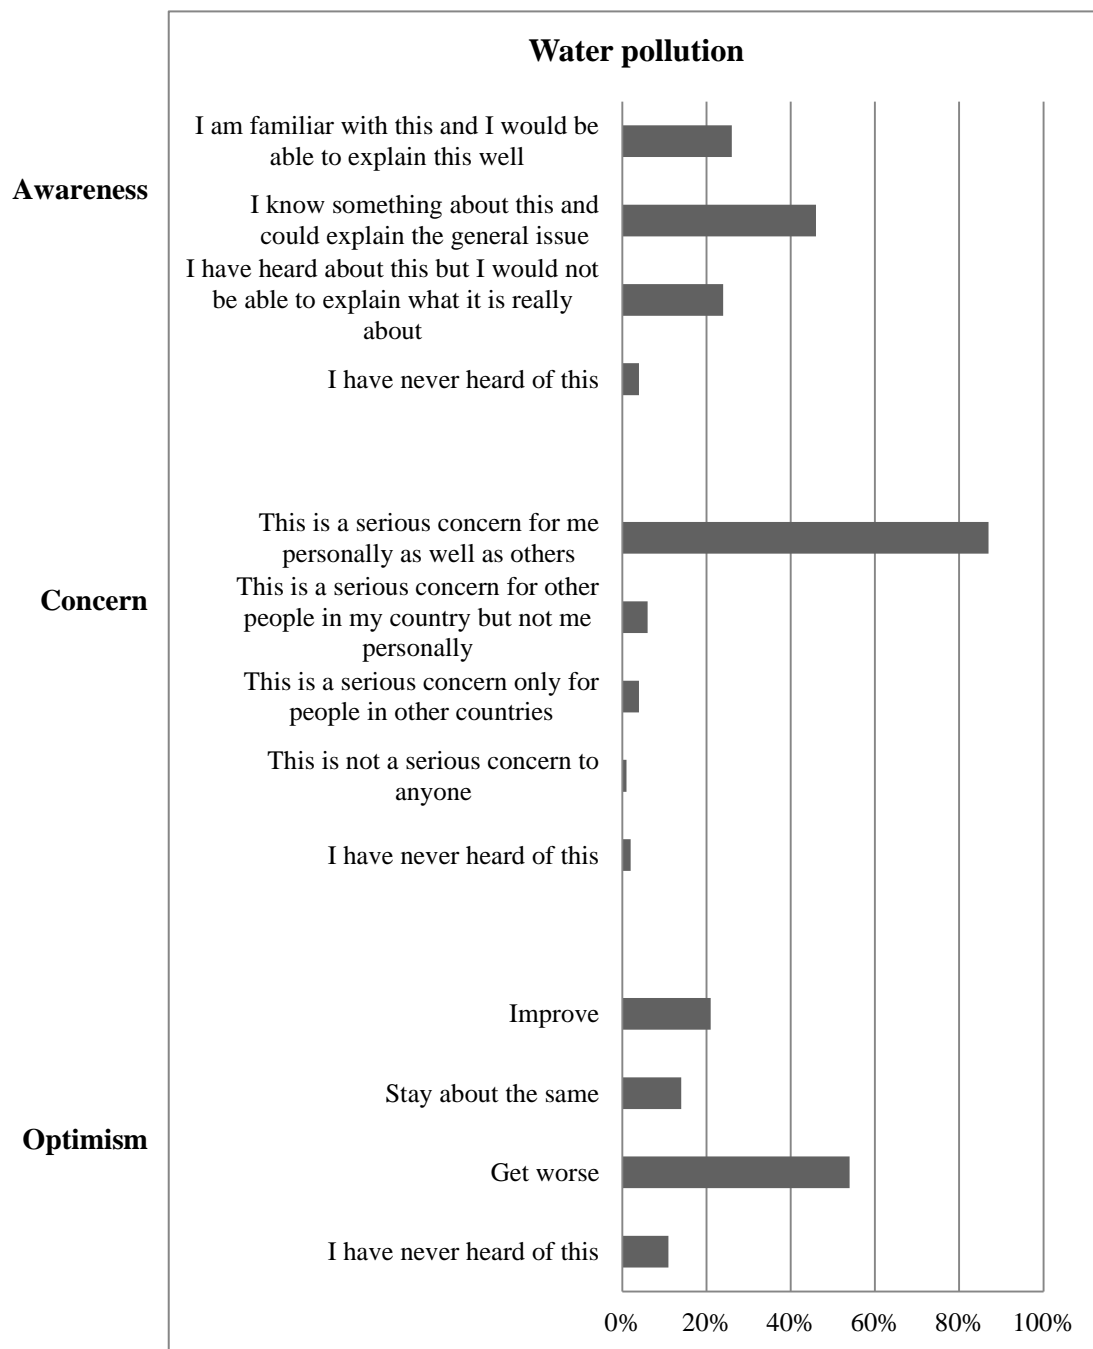 Water pollution
Awareness
I am familiar with this and I would be
able to explain this well
I know something about this and
could explain the general issue
I have heard about this but I would not
be able to explain what it is really
about
I have never heard of this
Concern
This is a serious concern for me
personally as well as others
This is a serious concern for other
people in my country but not me
personally
This is a serious concern only for
people in other countries
This is not a serious concern to
anyone
I have never heard of this
Optimism
Improve
Stay about the same
Get worse
I have never heard of this
0% 20% 40% 60% 80% 100%